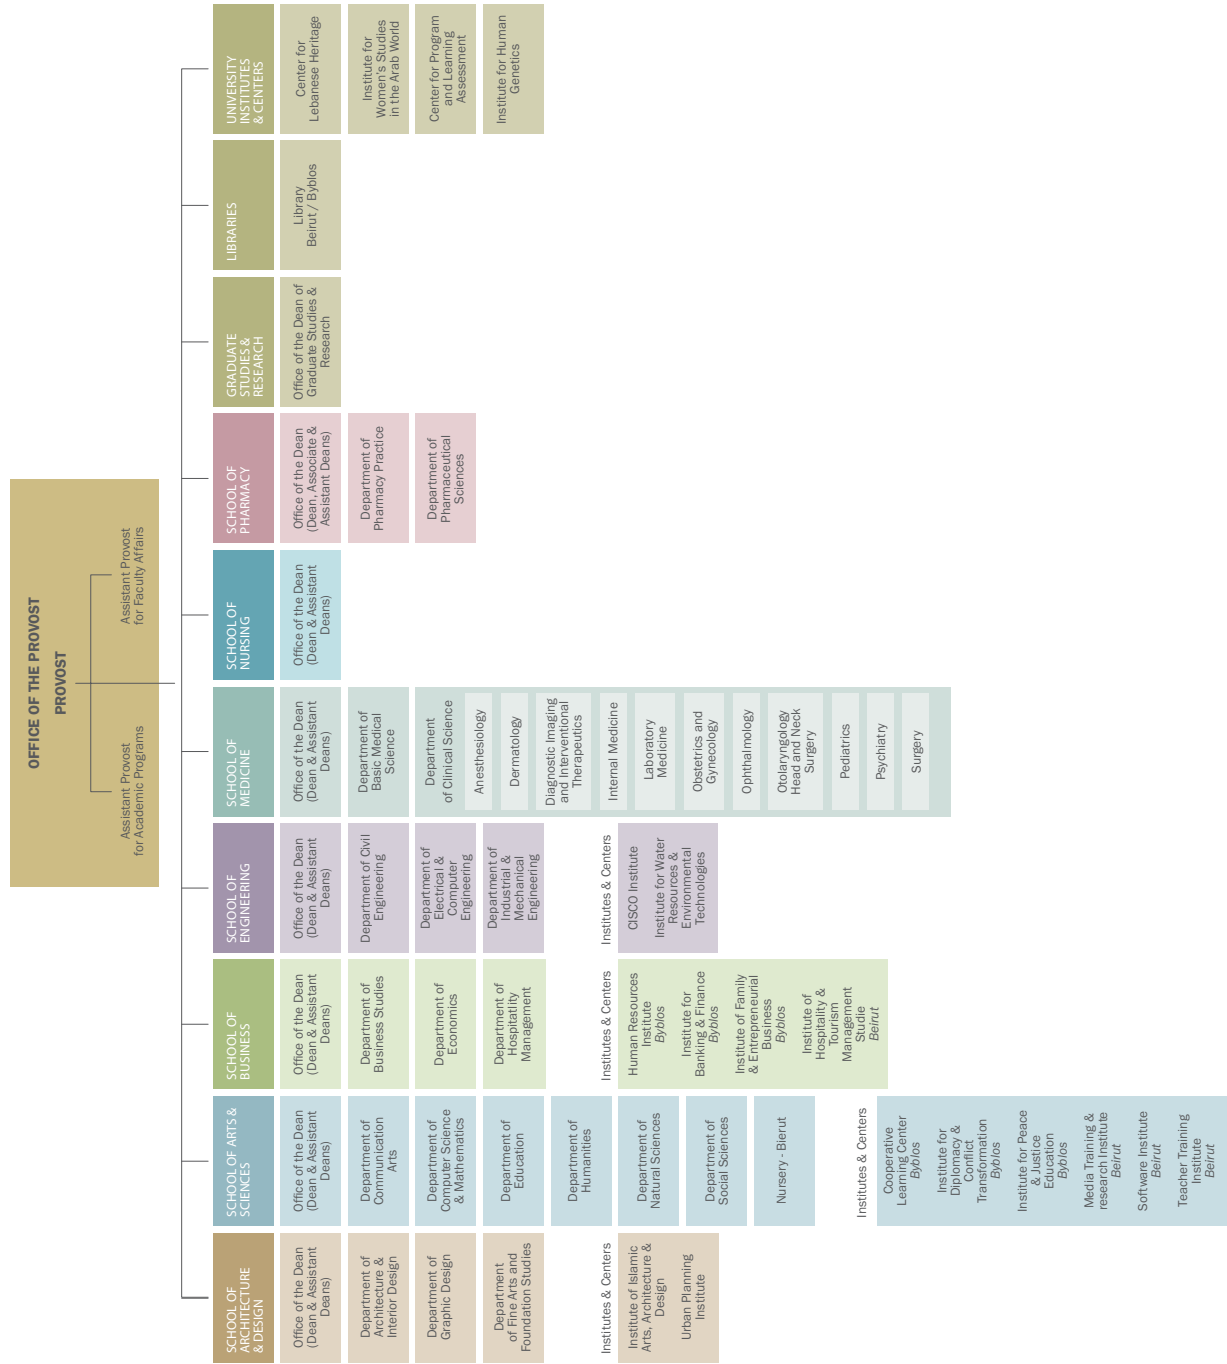 OFFICE OF THE PROVOST
PROVOST
Assistant Provost
for Academic Programs
Assistant Provost
for Faculty Affairs
SCHOOL OF
ARCHITECTURE
& DESIGN
Office of the Dean
(Dean & Assistant
Deans)
Department of
Architecture &
Interior Design
Department of
Graphic Design
Department
of Fine Arts and
Foundation Studies
Institutes & Centers
Institute of Islamic
Arts, Architecture &
Design
Urban Planning
Institute
SCHOOL OF ARTS &
SCIENCES
Office of the Dean
(Dean & Assistant
Deans)
Department of
Communication
Arts
Department of
Computer Science
& Mathematics
Department of
Education
Department of
Humanities
Department of
Natural Sciences
Department of
Social Sciences
Nursery - Bierut
Institutes & Centers
Cooperative
Learning Center
Byblos
Institute for
Diplomacy &
Conflict
Transformation
Byblos
Institute for Peace
& Justice
Education
Byblos
Media Training &
research Institute
Beirut
Software Institute
Beirut
Teacher Training
Institute
Beirut
SCHOOL OF
BUSINESS
Office of the Dean
(Dean & Assistant
Deans)
Department of
Business Studies
Department of
Economics
Department of
Hospitatlity
Management
Institutes & Centers
Human Resources
Institute
Byblos
Institute for
Banking & Finance
Byblos
Institute of Family
& Entrepreneurial
Business
Byblos
Institute of
Hospitality &
Tourism
Management
Studie
Beirut
SCHOOL OF
ENGINEERING
Office of the Dean
(Dean & Assistant
Deans)
Department of Civil
Engineering
Department of
Electrical &
Computer
Engineering
Department of
Industrial &
Mechanical
Engineering
Institutes & Centers
CISCO Institute
Institute for Water
Resources &
Environmental
Technologies
SCHOOL OF
MEDICINE
Office of the Dean
(Dean & Assistant
Deans)
Department of
Basic Medical
Science
Department
of Clinical Science
Anesthesiology
Dermatology
Diagnostic Imaging
and Interventional
Therapeutics
Internal Medicine
Laboratory
Medicine
Obstetrics and
Gynecology
Ophthalmology
Otolaryngology
Head and Neck
Surgery
Pediatrics
Psychiatry
Surgery
SCHOOL OF
NURSING
Office of the Dean
(Dean & Assistant
Deans)
SCHOOL OF
PHARMACY
Office of the Dean
(Dean, Associate &
Assistant Deans)
Department of
Pharmacy Practice
Department of
Pharmaceutical
Sciences
GRADUATE
STUDIES &
RESEARCH
Office of the Dean of
Graduate Studies &
Research
LIBRARIES
Library
Beirut / Byblos
UNIVERSITY
INSTITUTES
& CENTERS
Center for
Lebanese Heritage
Institute for
Women's Studies
in the Arab World
Center for Program
and Learning
Assessment
Institute for Human
Genetics